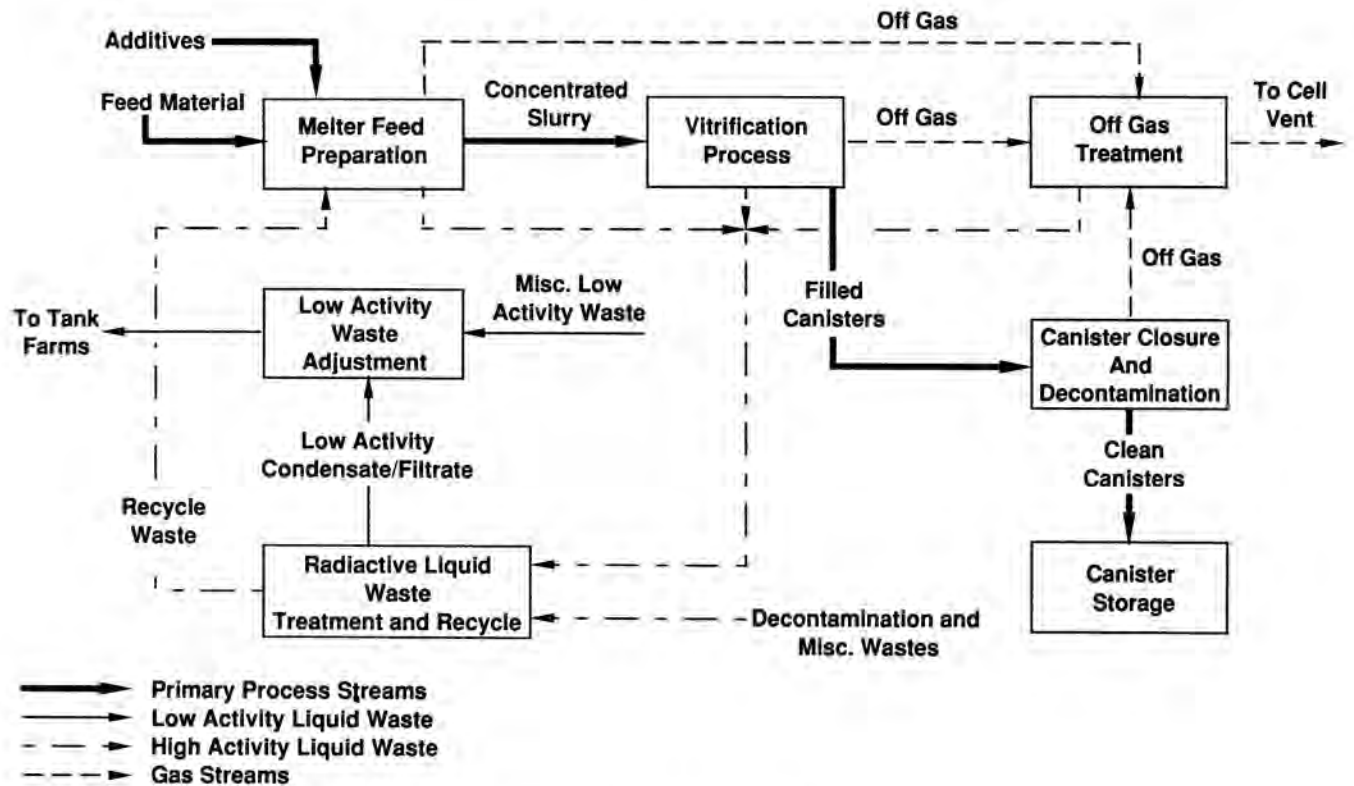 Off Gas
Additives
Feed Material
Melter Feed
Preparation
Concentrated
Slurry
Vitrification
Process
Off Gas
Off Gas
Treatment
To Cell
Vent
Off Gas
To Tank
Farms
Low Activity
Waste
Adjustment
Misc. Low
Activity Waste
Filled
Canisters
Canister Closure
And
Decontamination
Low Activity
Condensate/Filtrate
Clean
Canisters
Recycle
Waste
Radiactive Liquid
Waste
Treatment and Recycle
Decontamination and
Misc. Wastes
Canister
Storage
Primary Process Streams
Low Activity Liquid Waste
High Activity Liquid Waste
Gas Streams